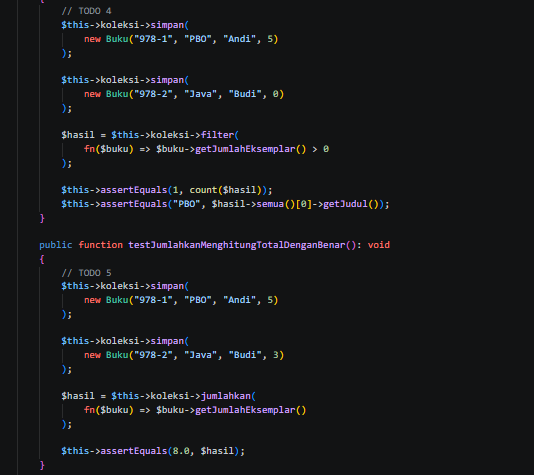 {
// TODO 4
$this->koleksi->simpan(
new Buku("978-1", "PBO", "Andi", 5)
);
$this->koleksi->simpan(
new Buku("978-2", "Java", "Budi", 0)
);
$hasil = $this->koleksi->filter(
fn($buku) => $buku->getJumlahEksemplar() > 0
);
$this->assertEquals(1, count($hasil));
$this->assertEquals("PBO", $hasil->semua()[0]->getJudul());
}
public function testJumlahkanMenghitungTotalDenganBenar(): void
{
// TODO 5
$this->koleksi->simpan(
new Buku("978-1", "PBO", "Andi", 5)
);
$this->koleksi->simpan(
new Buku("978-2", "Java", "Budi", 3)
);
$hasil = $this->koleksi->jumlahkan(
fn($buku) => $buku->getJumlahEksemplar()
);
$this->assertEquals(8.0, $hasil);
}